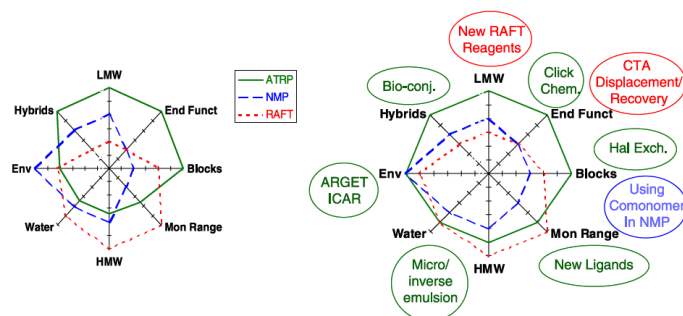 LMW
Hybrids
End Funct
Env
Blocks
Water
Mon Range
HMW
ATRP
NMP
RAFT
New RAFT
Reagents
LMW
Bio-conj.
Click
Chem.
CTA
Displacement/
Recovery
Hybrids
End Funct
Hal Exch.
Env
Blocks
ARGET
ICAR
Using
Comonomer
In NMP
Water
Mon Range
HMW
Micro/
inverse
emulsion
New Ligands